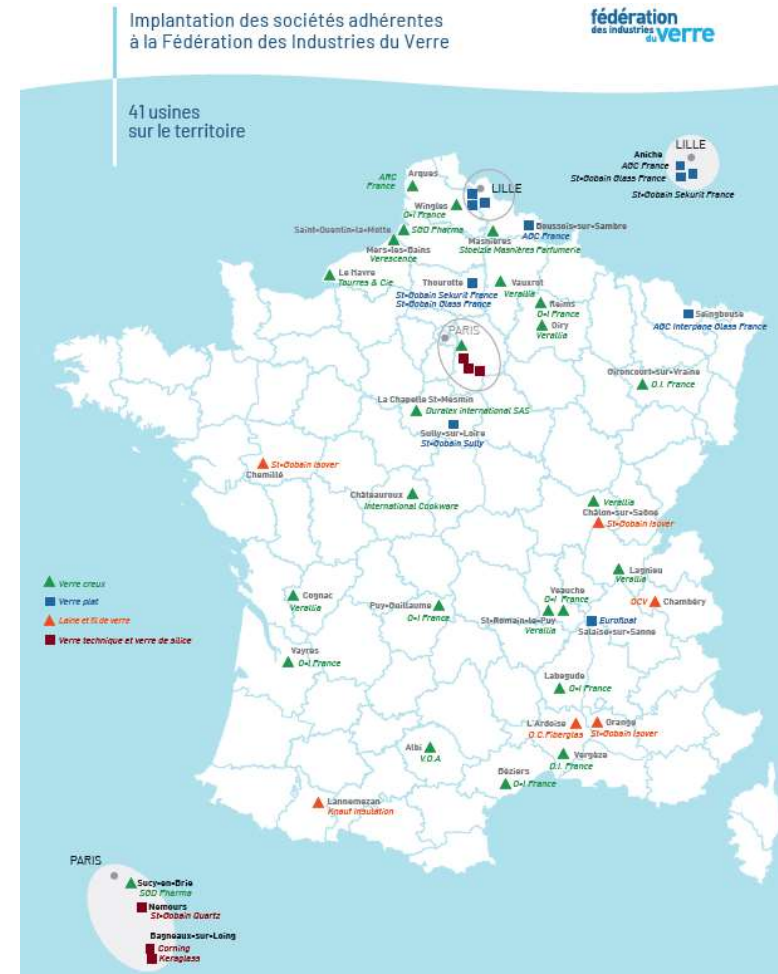 Implantation des sociétés adhérentes
à la Fédération des Industries du Verre
fédération
des industries
du verre
41 usines
sur le territoire
LILLE
Aniche
AGC France
St-Gobain Glass France
St-Gobain Sekurit France
ARC
France
Arques
LILLE
Wingles
O-I France
Saint-Quentin-la-Motte
SGD Pharma
Mers-les-Bains
Verescence
Masnières
Stoelzle Masnières Parfumerie
Boussois-sur-Sambre
AGC France
Le Havre
Tourres & Cie
Thourotte
St-Gobain Sekurit France
St-Gobain Glass France
Vauxrot
Verallia
Reims
O-I France
Oiry
Verallia
Seingbouse
AGC Interpane Glass France
PARIS
Gironcourt-sur-Vraine
O.I. France
La Chapelle St-Mesmin
Duralex international SAS
Sully-sur-Loire
St-Gobain Sully
St-Gobain Isover
Chemillé
Châteauroux
International Cookware
Verallia
Châlon-sur-Saône
St-Gobain Isover
Lagnieu
Verallia
OCV
Chambéry
Verre creux
Verre plat
Laine et fil de verre
Verre technique et verre de silice
Cognac
Verallia
Puy-Guillaume
O-I France
Veauche
O-I France
St-Romain-le-Puy
Verallia
Eurofloat
Salaise-sur-Sanne
Vayres
O-I France
Labegude
O-I France
L'Ardoise
O.C.Fiberglas
Orange
St-Gobain Isover
Albi
V.O.A
Vergèze
O.I. France
Béziers
O-I France
Lannemezan
Knauf Insulation
PARIS
Sucy-en-Brie
SGD Pharma
Nemours
St-Gobain Quartz
Bagneaux-sur-Loing
Corning
Keraglass